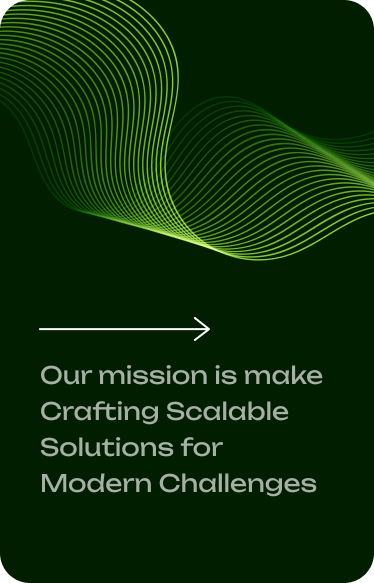 Our mission is make
Crafting Scalable
Solutions for
Modern Challenges